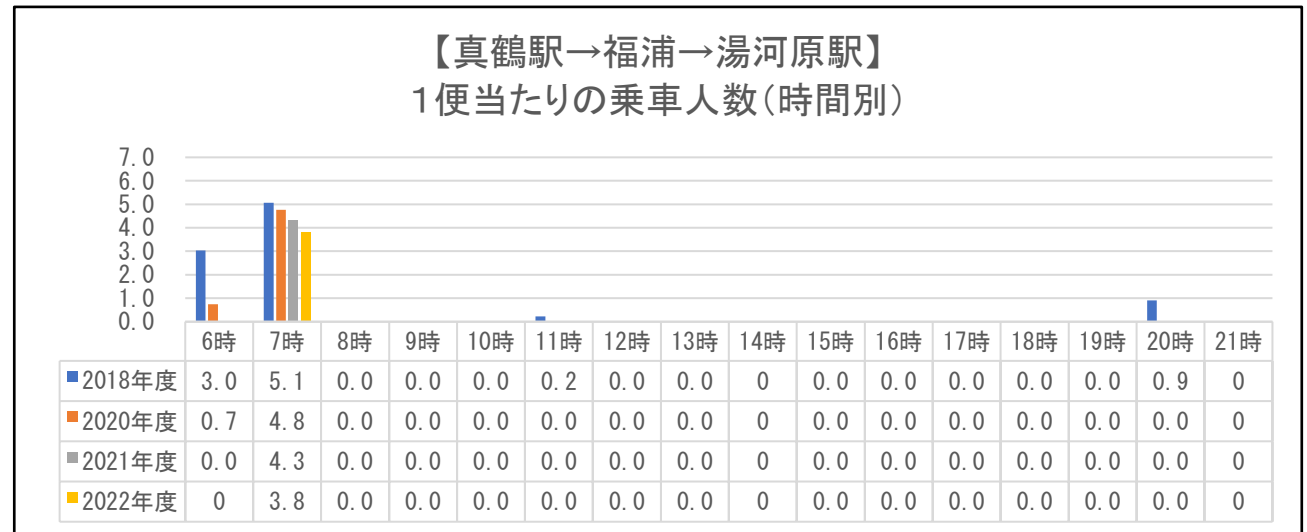 【真鶴駅→福浦→湯河原駅】
１便当たりの乗車人数（時間別）
7.0
6.0
5.0
4.0
3.0
2.0
1.0
0.0
6時 7時 8時 9時 10時 11時 12時 13時 14時 15時 16時 17時 18時 19時 20時 21時
2018年度 3.0 5.1 0.0 0.0 0.0 0.2 0.0 0.0 0 0.0 0.0 0.0 0.0 0.0 0.9 0
2020年度 0.7 4.8 0.0 0.0 0.0 0.0 0.0 0.0 0 0.0 0.0 0.0 0.0 0.0 0.0 0
2021年度 0.0 4.3 0.0 0.0 0.0 0.0 0.0 0.0 0 0.0 0.0 0.0 0.0 0.0 0.0 0
2022年度 0 3.8 0.0 0.0 0.0 0.0 0.0 0.0 0 0.0 0.0 0.0 0.0 0.0 0.0 0